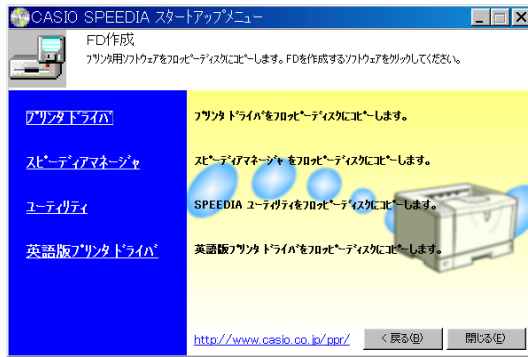 CASIO SPEEDIA スタートアップメニュー
FD作成
プリンタ用ソフトウェアをフロッピーディスクにコピーします。FDを作成するソフトウェアをクリックしてください。
プリンタ ドライバ プリンタ ドライバをフロッピーディスクにコピーします。
スピーディアマネージャ スピーディアマネージャ をフロッピーディスクにコピーします。
ユーティリティ SPEEDIA ユーティリティをフロッピーディスクにコピーします。
英語版プリンタ ドライバ 英語版プリンタ ドライバをフロッピーディスクにコピーします。
http://www.casio.co.jp/ppr/ < 戻る(B) 閉じる(E)